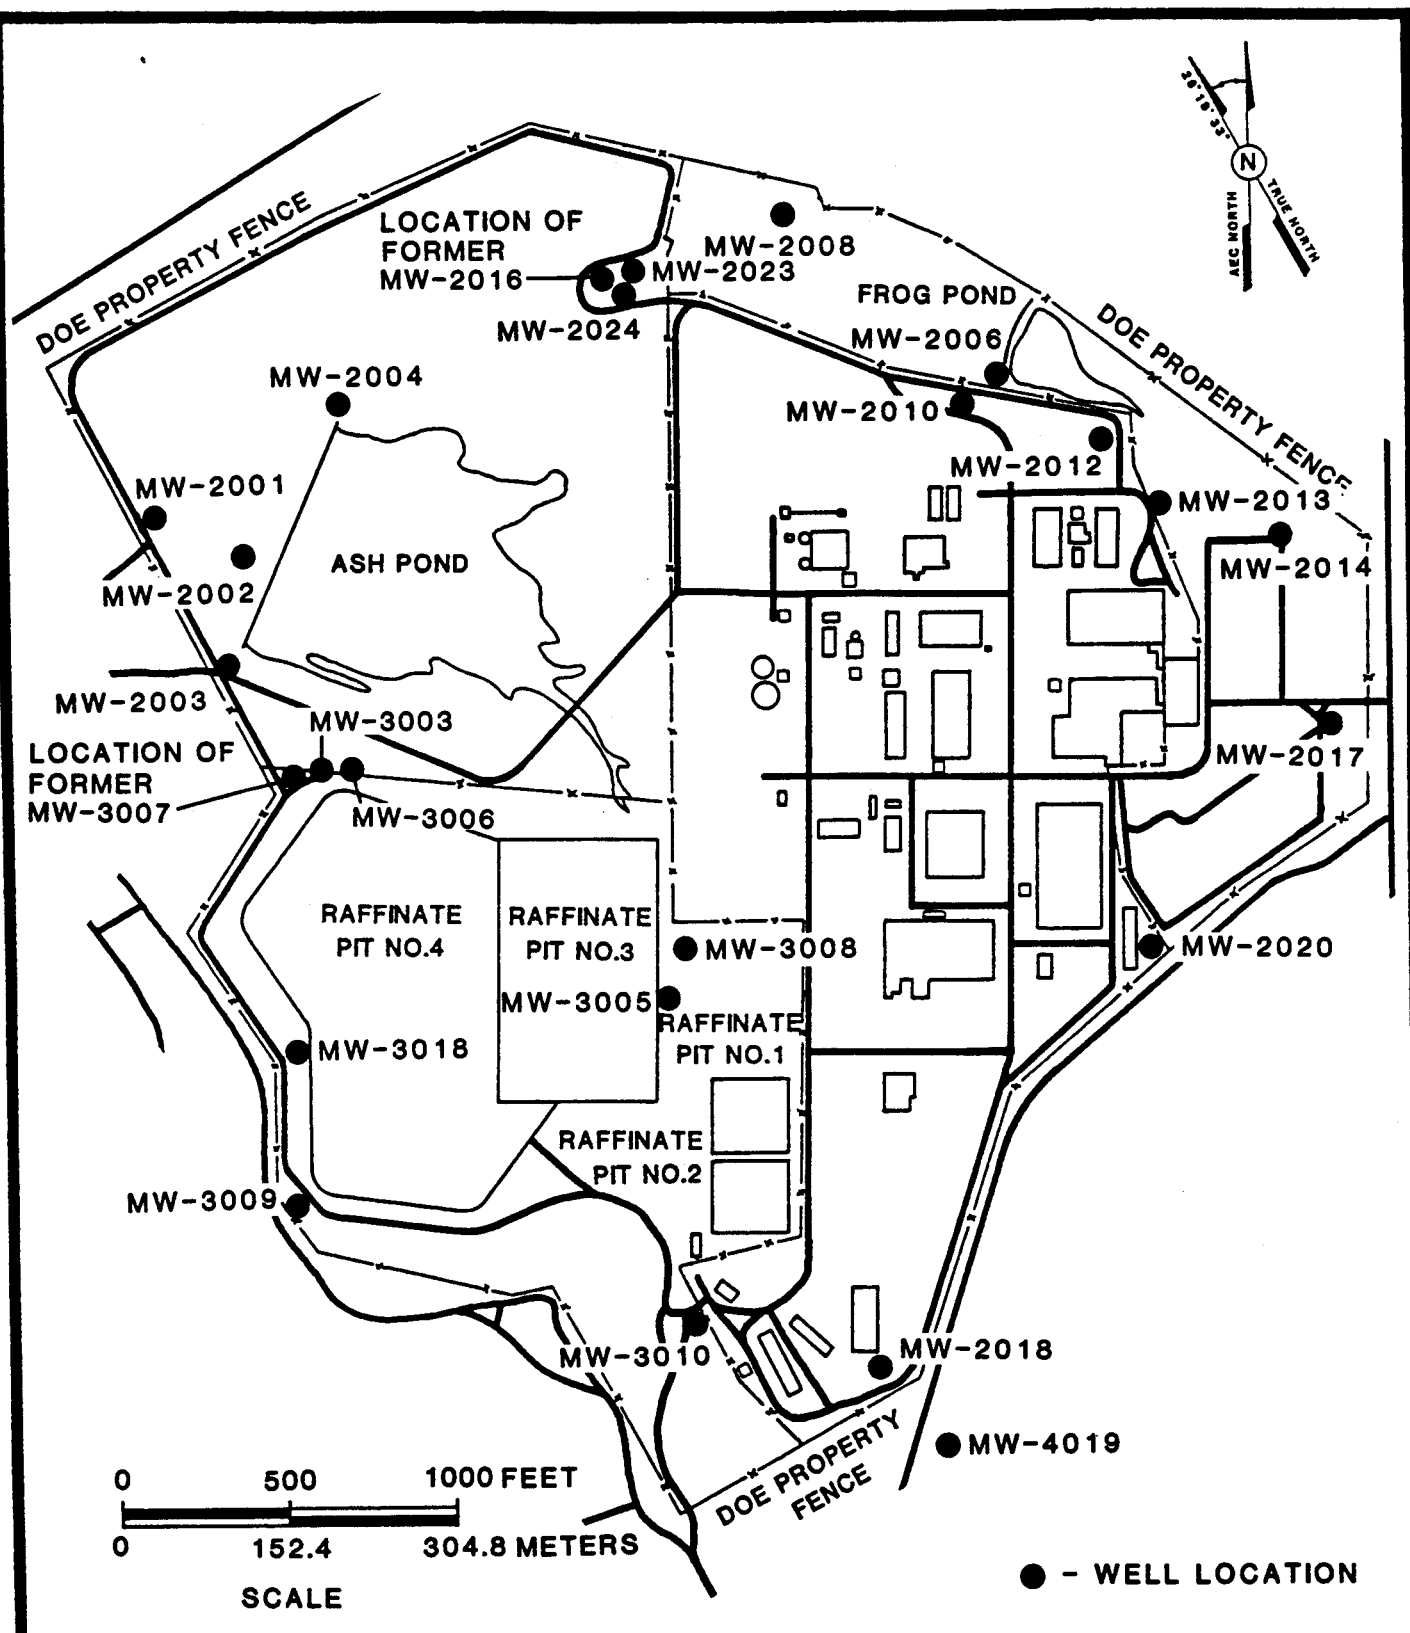 28°18'33"
N
AEC NORTH
TRUE NORTH
DOE PROPERTY FENCE
LOCATION OF
FORMER
MW-2016
MW-2008
MW-2023
MW-2024
FROG POND
MW-2006
DOE PROPERTY FENCE
MW-2004
MW-2010
MW-2012
MW-2001
MW-2013
ASH POND
MW-2014
MW-2002
MW-2003
MW-3003
LOCATION OF
FORMER
MW-3007
MW-2017
MW-3006
RAFFINATE
PIT NO.4
RAFFINATE
PIT NO.3
MW-3008
MW-2020
MW-3005
RAFFINATE
PIT NO.1
MW-3018
RAFFINATE
PIT NO.2
MW-3009
MW-3010
MW-2018
MW-4019
DOE PROPERTY
FENCE
0 500 1000 FEET
0 152.4 304.8 METERS
SCALE
- WELL LOCATION